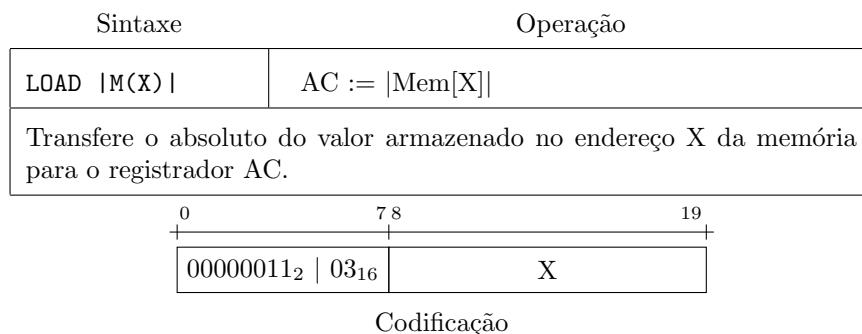 Sintaxe Operação
LOAD |M(X)| AC := |Mem[X]|
Transfere o absoluto do valor armazenado no endereço X da memória
para o registrador AC.
0 7 8 19
00000011₂ | 03₁₆ X
Codificação